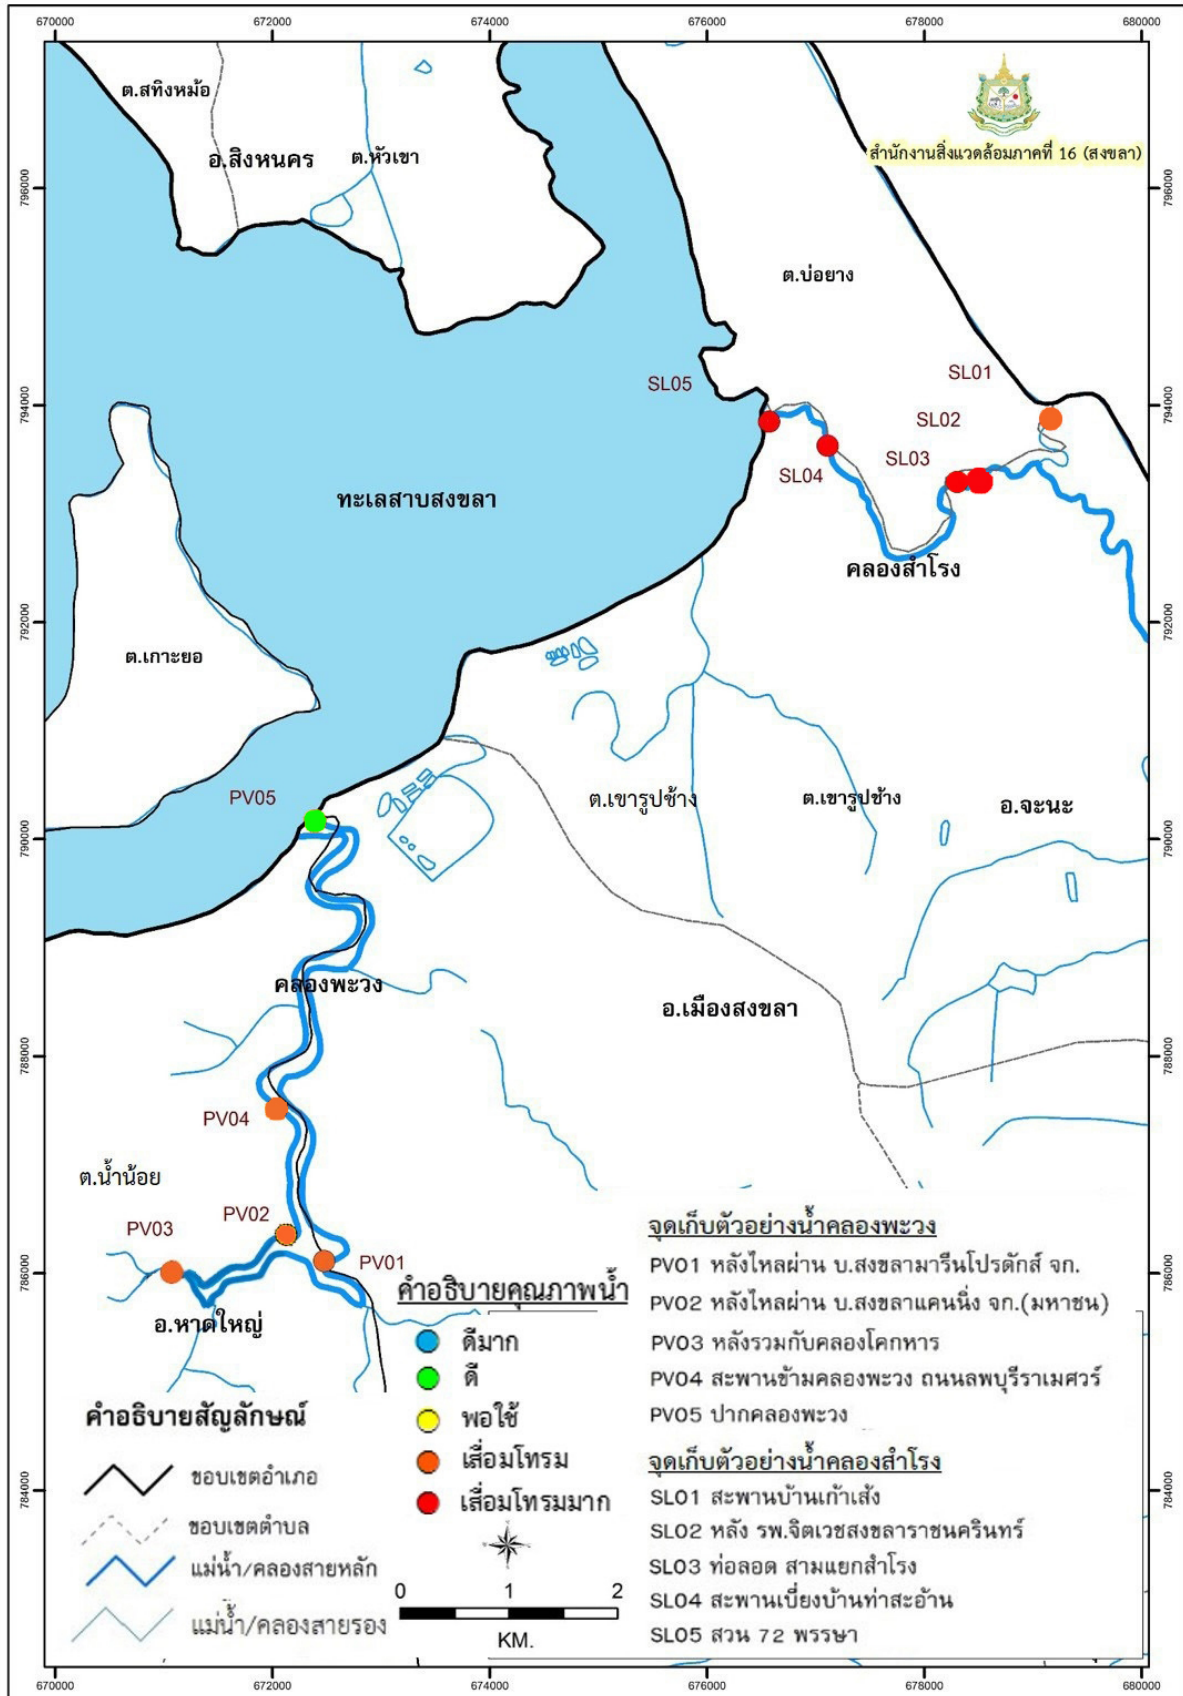 670000 672000 674000 676000 678000 680000
ต.สทิงหม้อ
อ.สิงหนคร
ต.หัวเขา
สำนักงานสิ่งแวดล้อมภาคที่ 16 (สงขลา)
796000 796000
ต.บ่อยาง
SL01
SL05
794000 794000
SL02
SL03
SL04
ทะเลสาบสงขลา
คลองสำโรง
792000 792000
ต.เกาะยอ
PV05
ต.เขารูปช้าง
ต.เขารูปช้าง
อ.จะนะ
790000 790000
คลองพะวง
อ.เมืองสงขลา
788000 788000
PV04
ต.น้ำน้อย
PV03
PV02
PV01
786000 786000
อ.หาดใหญ่
จุดเก็บตัวอย่างน้ำคลองพะวง
PV01 หลังไหลผ่าน บ.สงขลามารีนโปรดักส์ จก.
PV02 หลังไหลผ่าน บ.สงขลาแคนนิ่ง จก.(มหาชน)
PV03 หลังรวมกับคลองโคกหาร
PV04 สะพานข้ามคลองพะวง ถนนลพบุรีราเมศวร์
PV05 ปากคลองพะวง
จุดเก็บตัวอย่างน้ำคลองสำโรง
SL01 สะพานบ้านเก้าเส้ง
SL02 หลัง รพ.จิตเวชสงขลาราชนครินทร์
SL03 ท่อลอด สามแยกสำโรง
SL04 สะพานเบี่ยงบ้านท่าสะอ้าน
SL05 สวน 72 พรรษา
คำอธิบายคุณภาพน้ำ
ดีมาก
ดี
พอใช้
เสื่อมโทรม
เสื่อมโทรมมาก
คำอธิบายสัญลักษณ์
ขอบเขตอำเภอ
ขอบเขตตำบล
แม่น้ำ/คลองสายหลัก
แม่น้ำ/คลองสายรอง
784000 784000
0 1 2
KM.
670000 672000 674000 676000 678000 680000